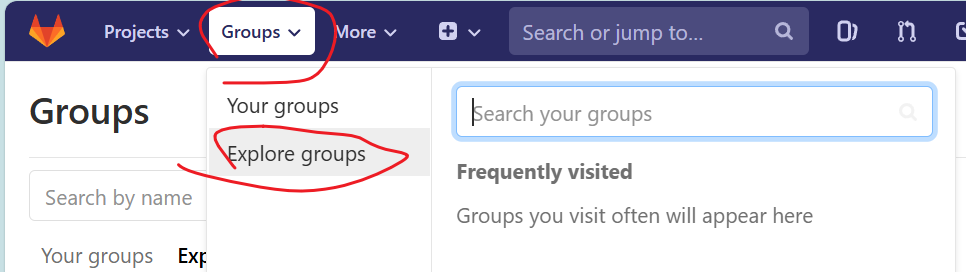 Projects Groups More Search or jump to...
Groups
Your groups
Explore groups
Search your groups
Frequently visited
Groups you visit often will appear here
Search by name
Your groups Exp